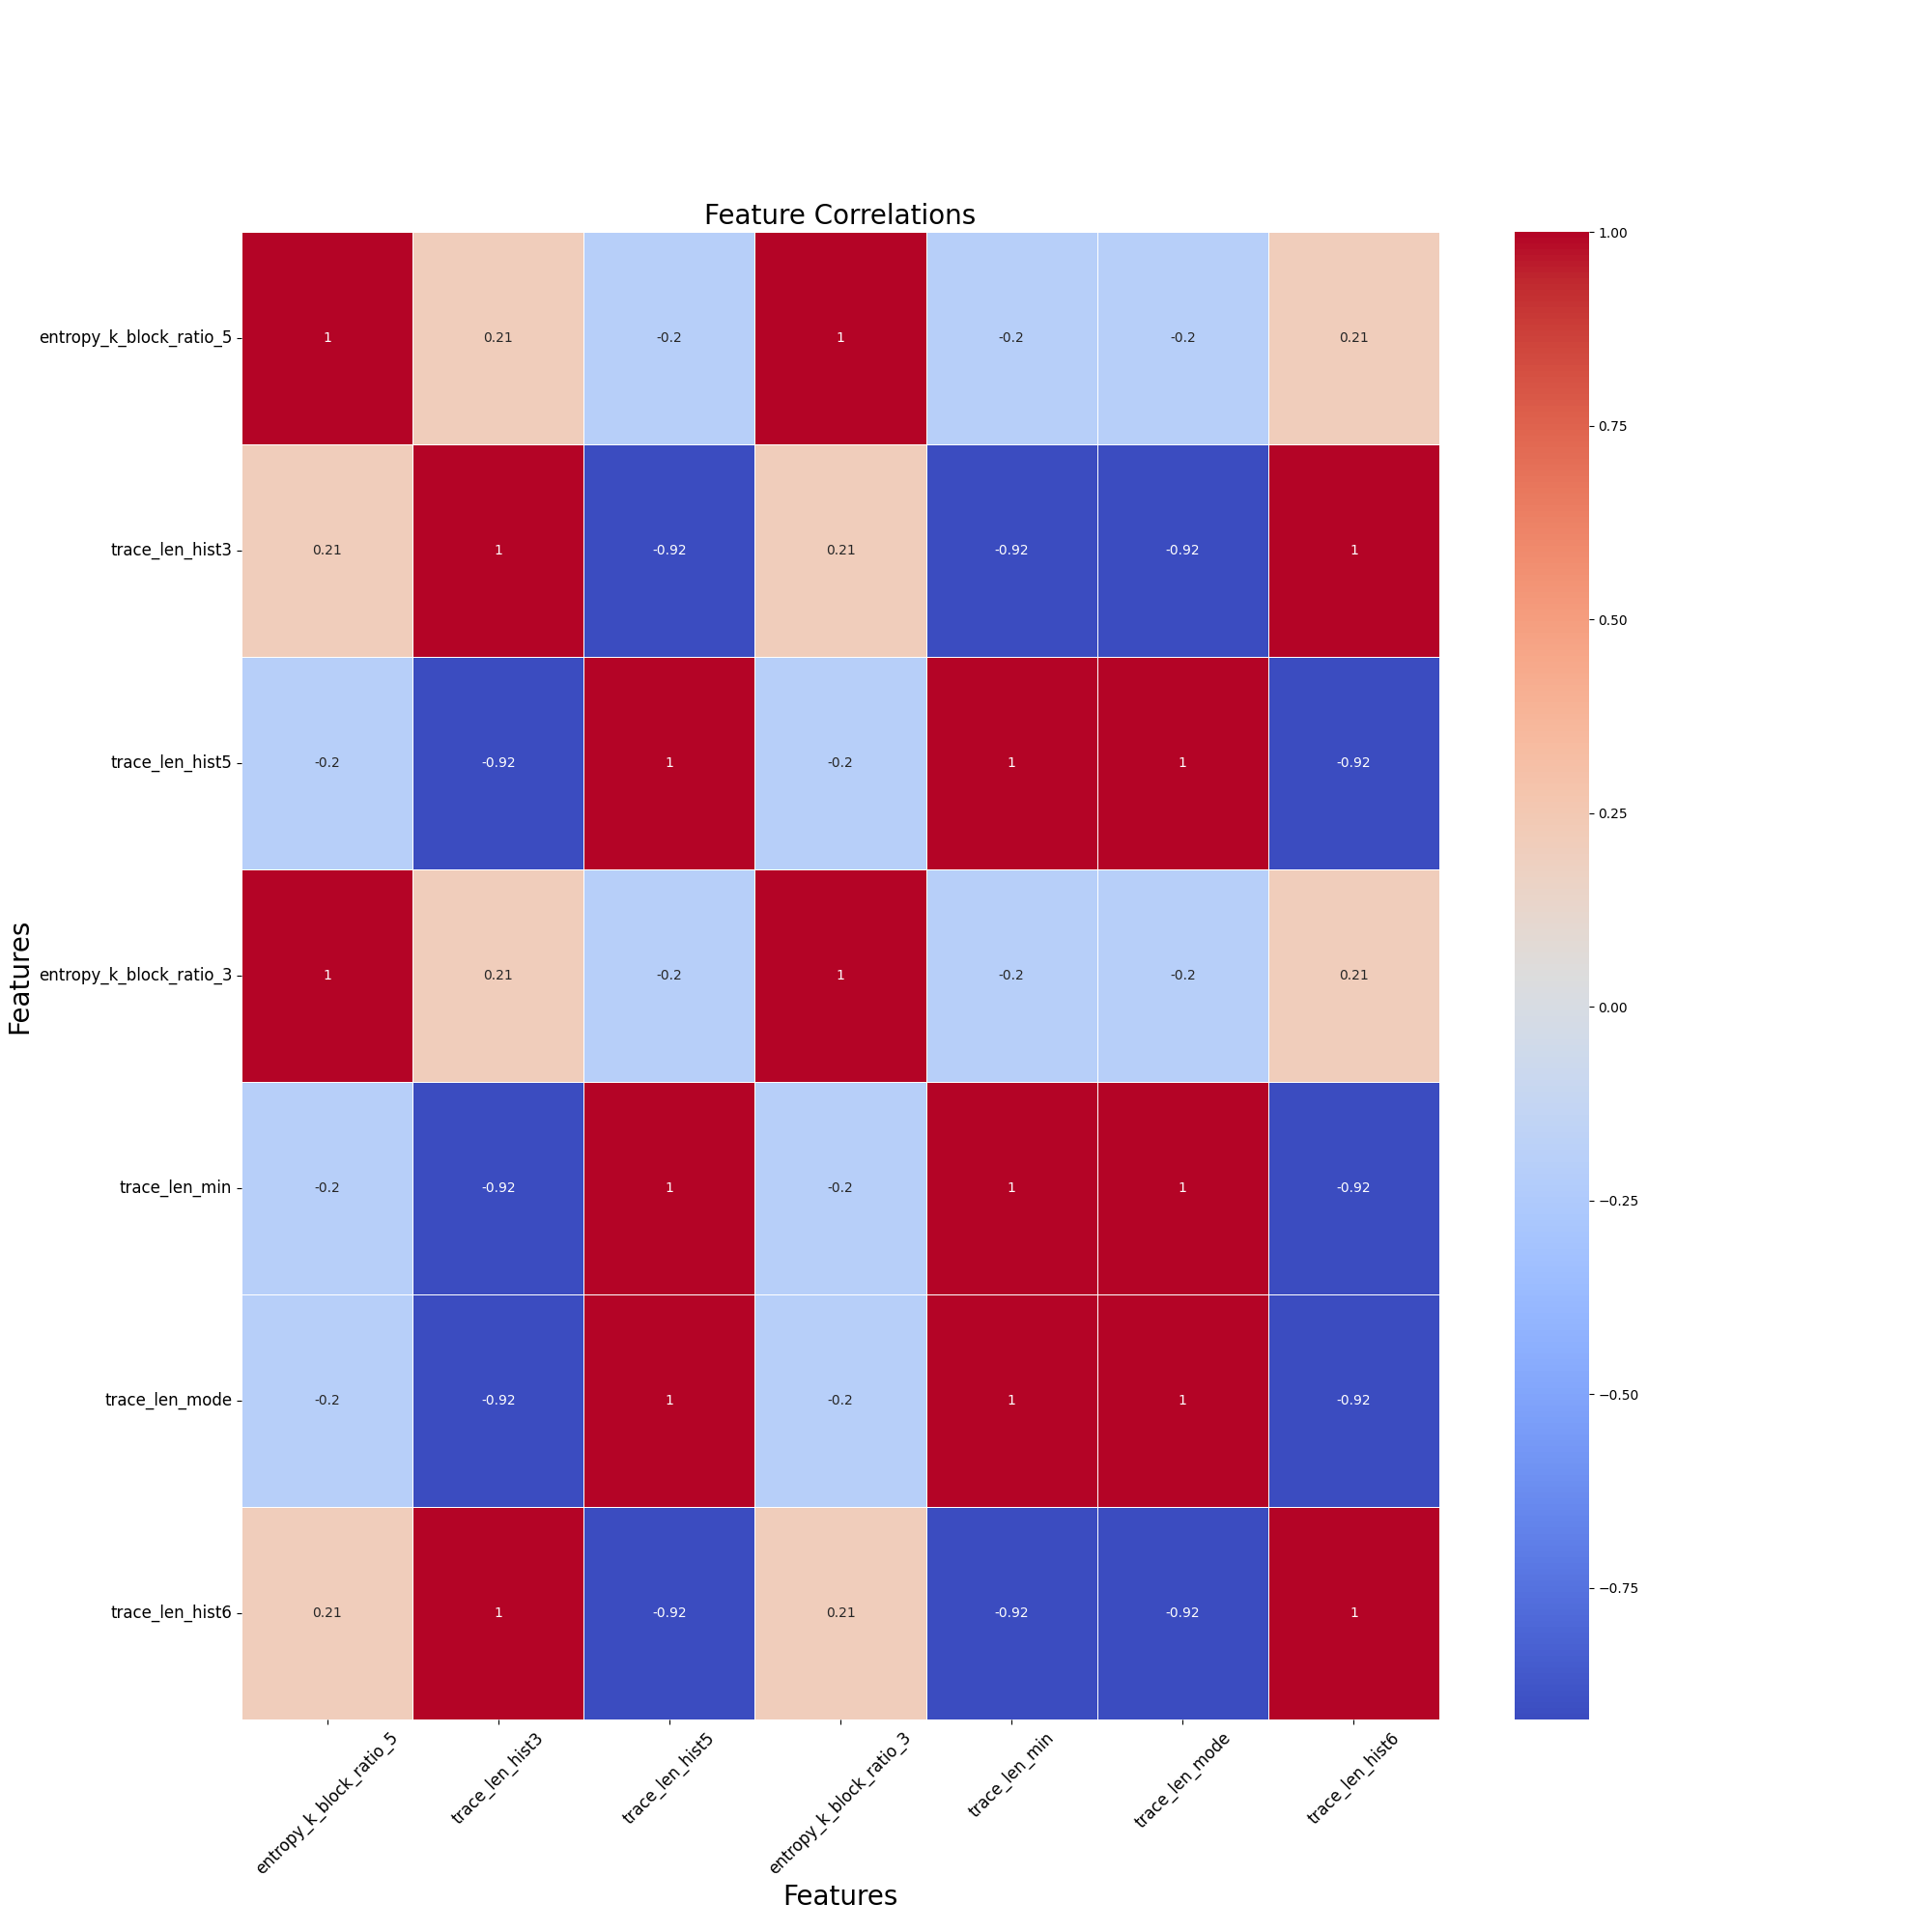 Feature Correlations
entropy_k_block_ratio_5 1 0.21 -0.2 1 -0.2 -0.2 0.21
trace_len_hist3 0.21 1 -0.92 0.21 -0.92 -0.92 1
trace_len_hist5 -0.2 -0.92 1 -0.2 1 1 -0.92
entropy_k_block_ratio_3 1 0.21 -0.2 1 -0.2 -0.2 0.21
trace_len_min -0.2 -0.92 1 -0.2 1 1 -0.92
trace_len_mode -0.2 -0.92 1 -0.2 1 1 -0.92
trace_len_hist6 0.21 1 -0.92 0.21 -0.92 -0.92 1
Features
entropy_k_block_ratio_5
trace_len_hist3
trace_len_hist5
entropy_k_block_ratio_3
trace_len_min
trace_len_mode
trace_len_hist6
Features
1.00
0.75
0.50
0.25
0.00
−0.25
−0.50
−0.75